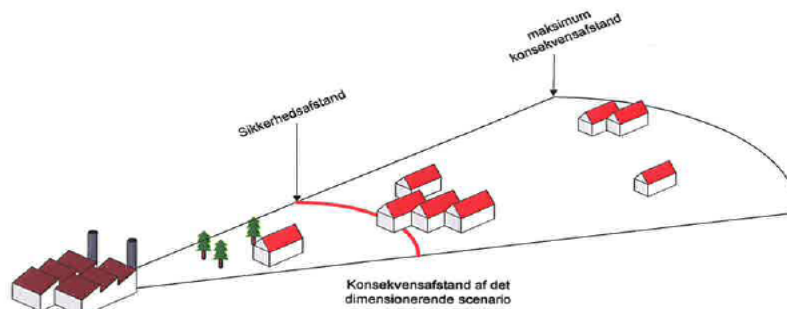 maksimum
konsekvensafstand
Sikkerhedsafstand
Konsekvensafstand af det
dimensionerende scenario